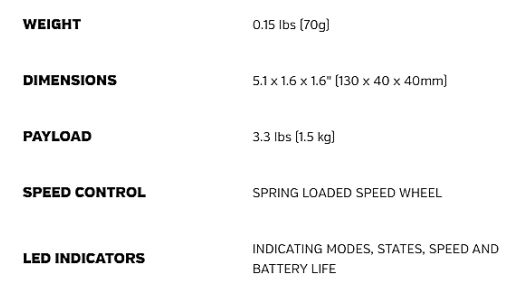 WEIGHT 0.15 lbs (70g)
DIMENSIONS 5.1 x 1.6 x 1.6" (130 x 40 x 40mm)
PAYLOAD 3.3 lbs (1.5 kg)
SPEED CONTROL SPRING LOADED SPEED WHEEL
LED INDICATORS INDICATING MODES, STATES, SPEED AND
BATTERY LIFE